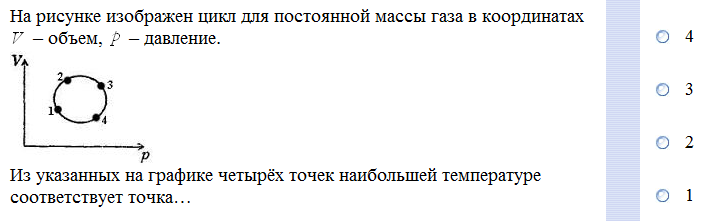 На рисунке изображен цикл для постоянной массы газа в координатах
V – объем, p – давление.
V
2
3
1
4
p
Из указанных на графике четырёх точек наибольшей температуре
соответствует точка…
4
3
2
1